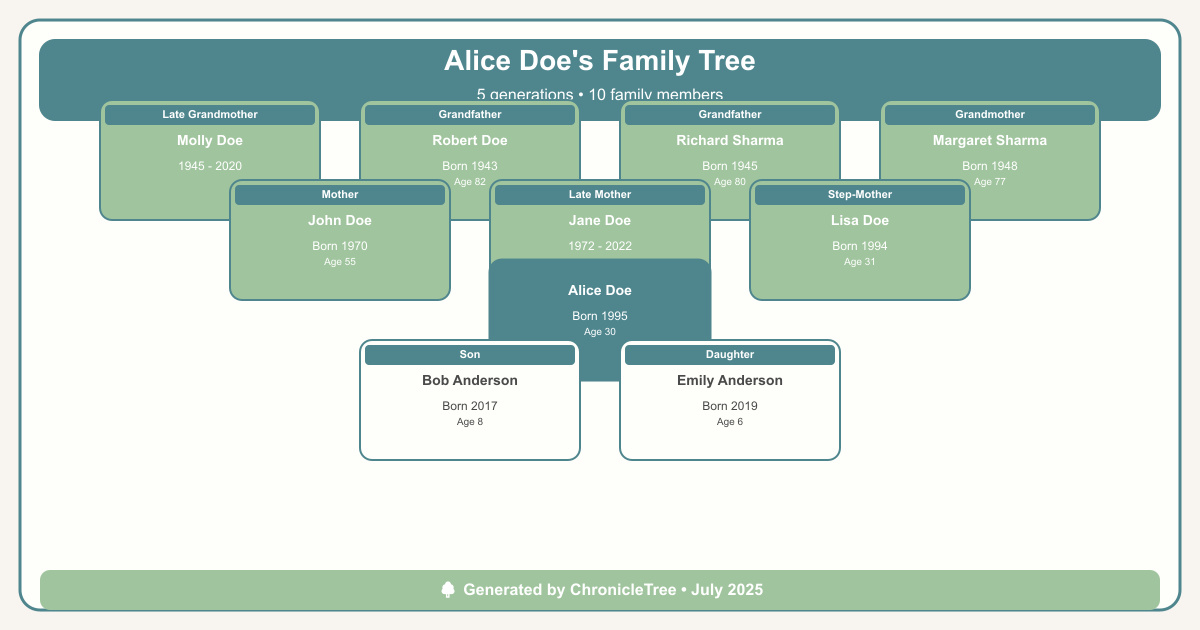 Alice Doe's Family Tree
5 generations • 10 family members
Late Grandmother
Molly Doe
1945 - 2020
Grandfather
Robert Doe
Born 1943
Age 82
Grandfather
Richard Sharma
Born 1945
Age 80
Grandmother
Margaret Sharma
Born 1948
Age 77
Mother
John Doe
Born 1970
Age 55
Late Mother
Jane Doe
1972 - 2022
Step-Mother
Lisa Doe
Born 1994
Age 31
Alice Doe
Born 1995
Age 30
Son
Bob Anderson
Born 2017
Age 8
Daughter
Emily Anderson
Born 2019
Age 6
Generated by ChronicleTree • July 2025